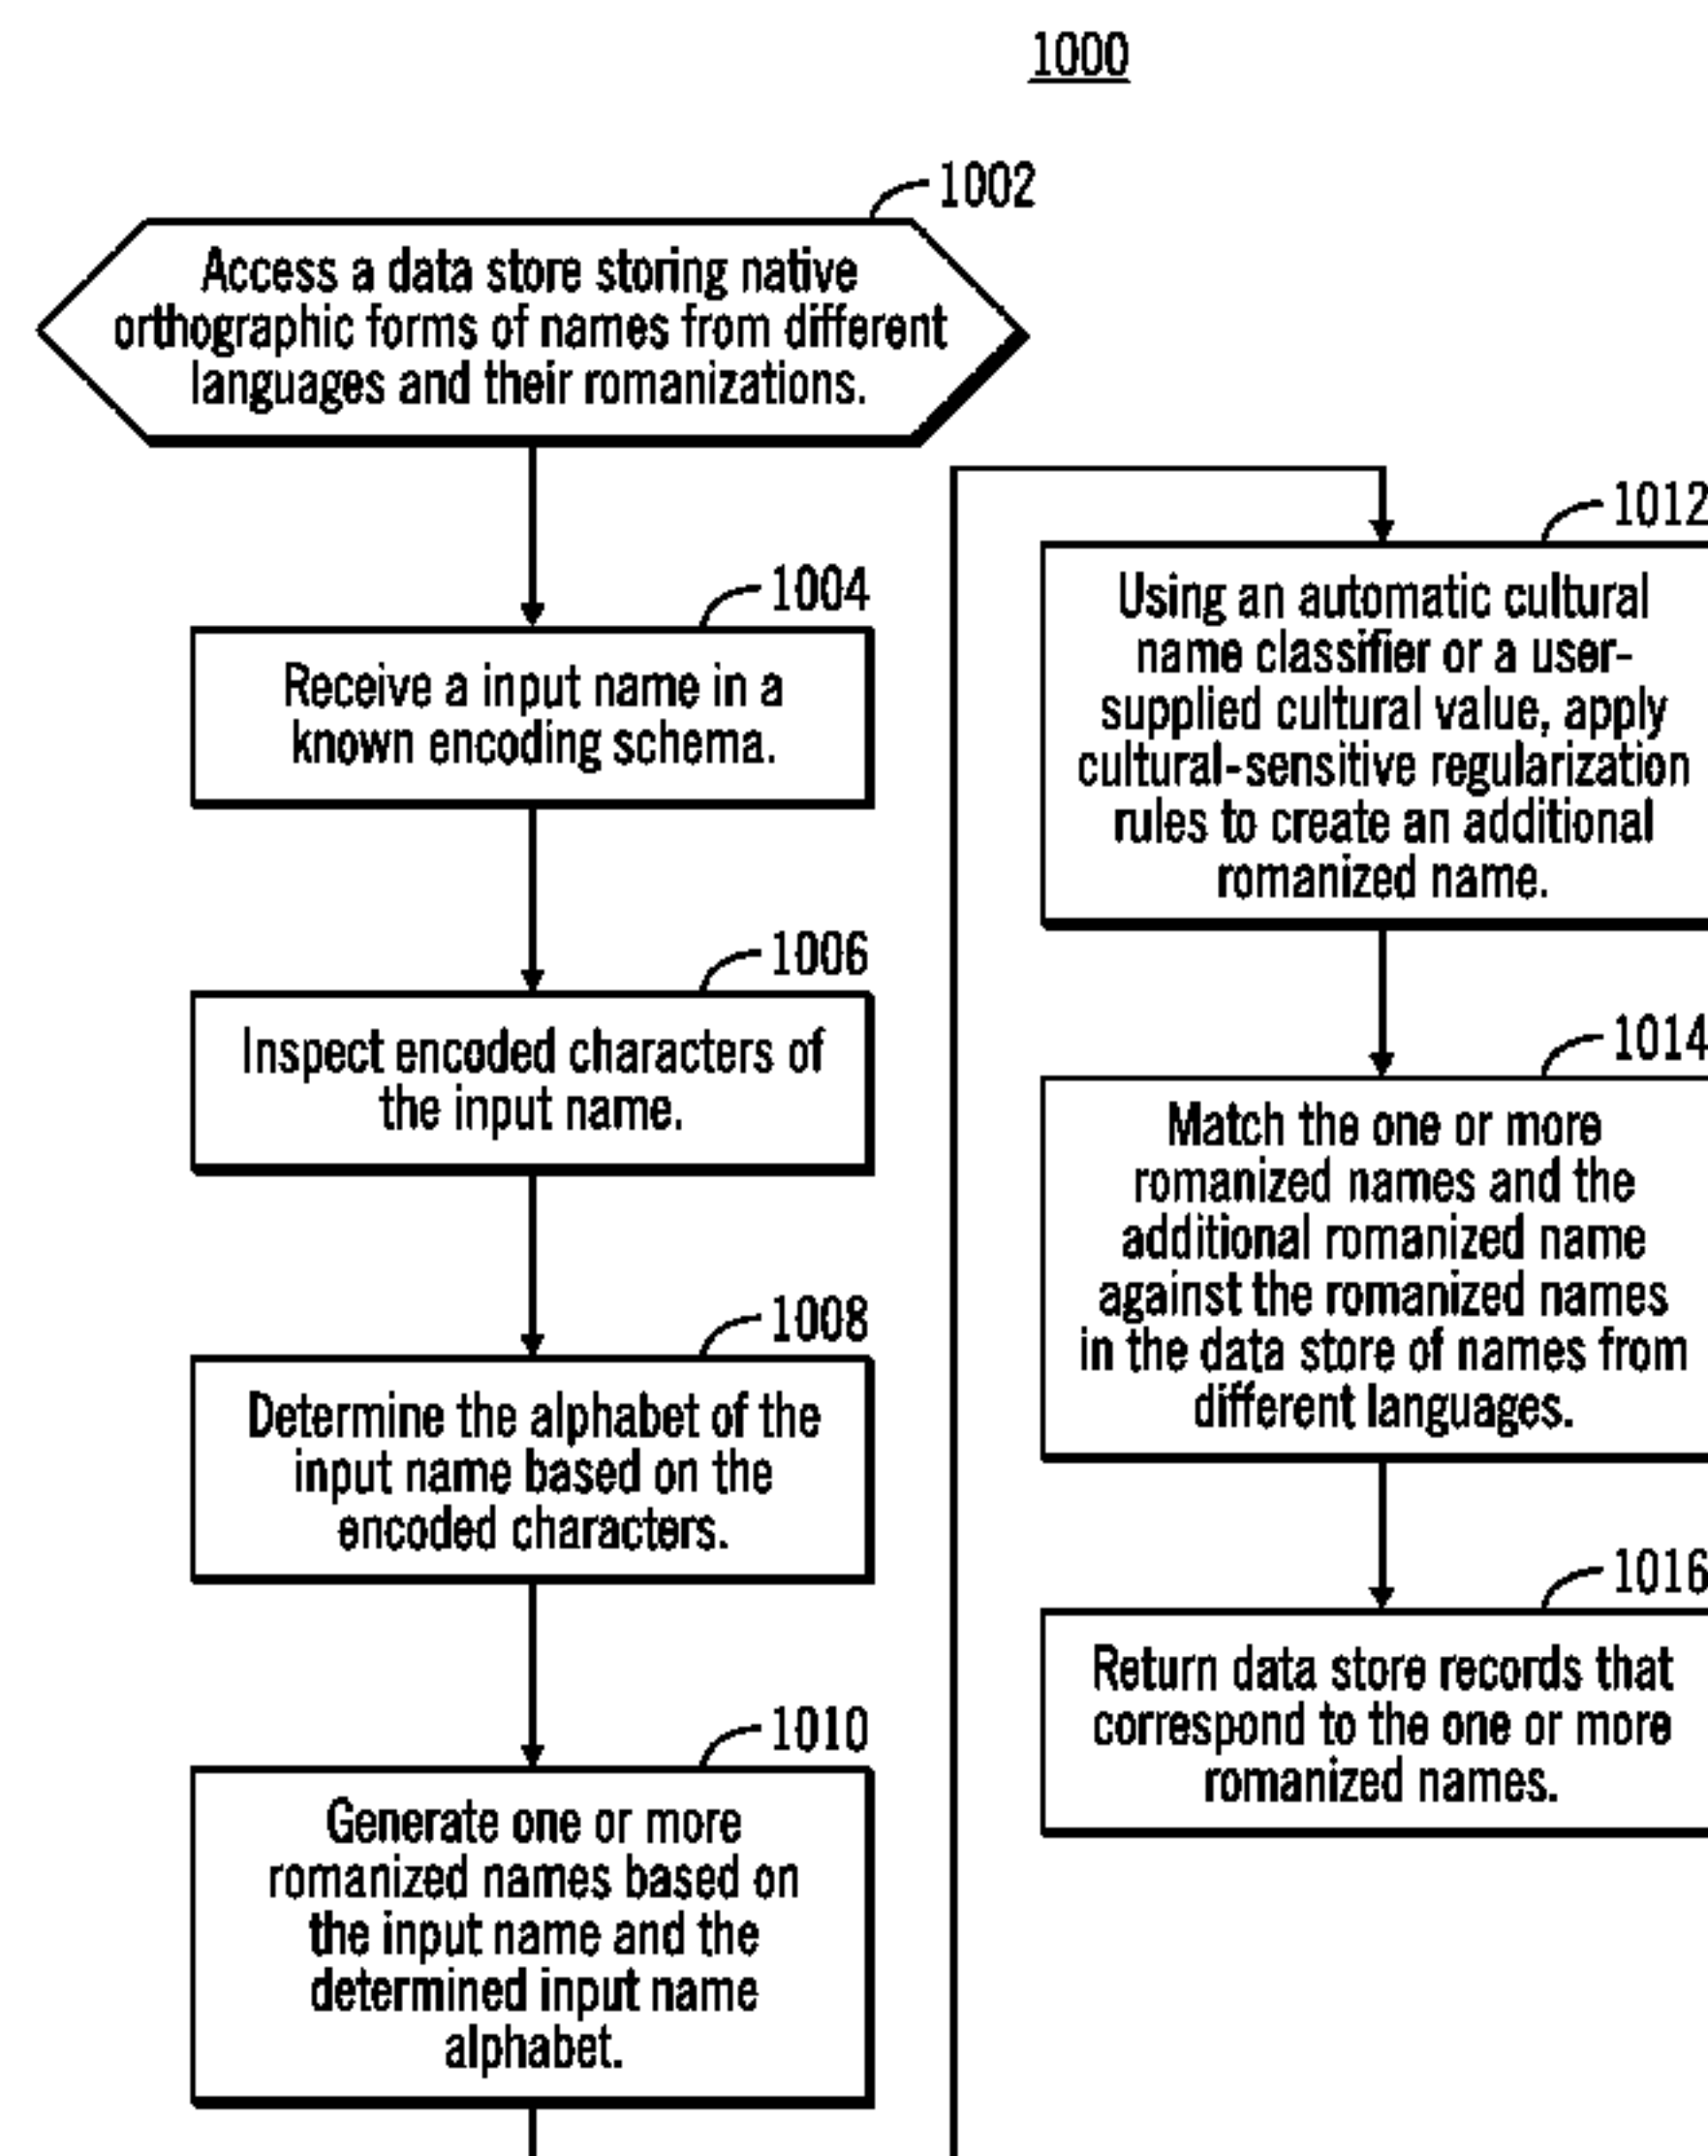 1000
1002
Access a data store storing native
orthographic forms of names from different
languages and their romanizations.
1004
Receive a input name in a
known encoding schema.
1006
Inspect encoded characters of
the input name.
1008
Determine the alphabet of the
input name based on the
encoded characters.
1010
Generate one or more
romanized names based on
the input name and the
determined input name
alphabet.
1012
Using an automatic cultural
name classifier or a user-
supplied cultural value, apply
cultural-sensitive regularization
rules to create an additional
romanized name.
1014
Match the one or more
romanized names and the
additional romanized name
against the romanized names
in the data store of names from
different languages.
1016
Return data store records that
correspond to the one or more
romanized names.